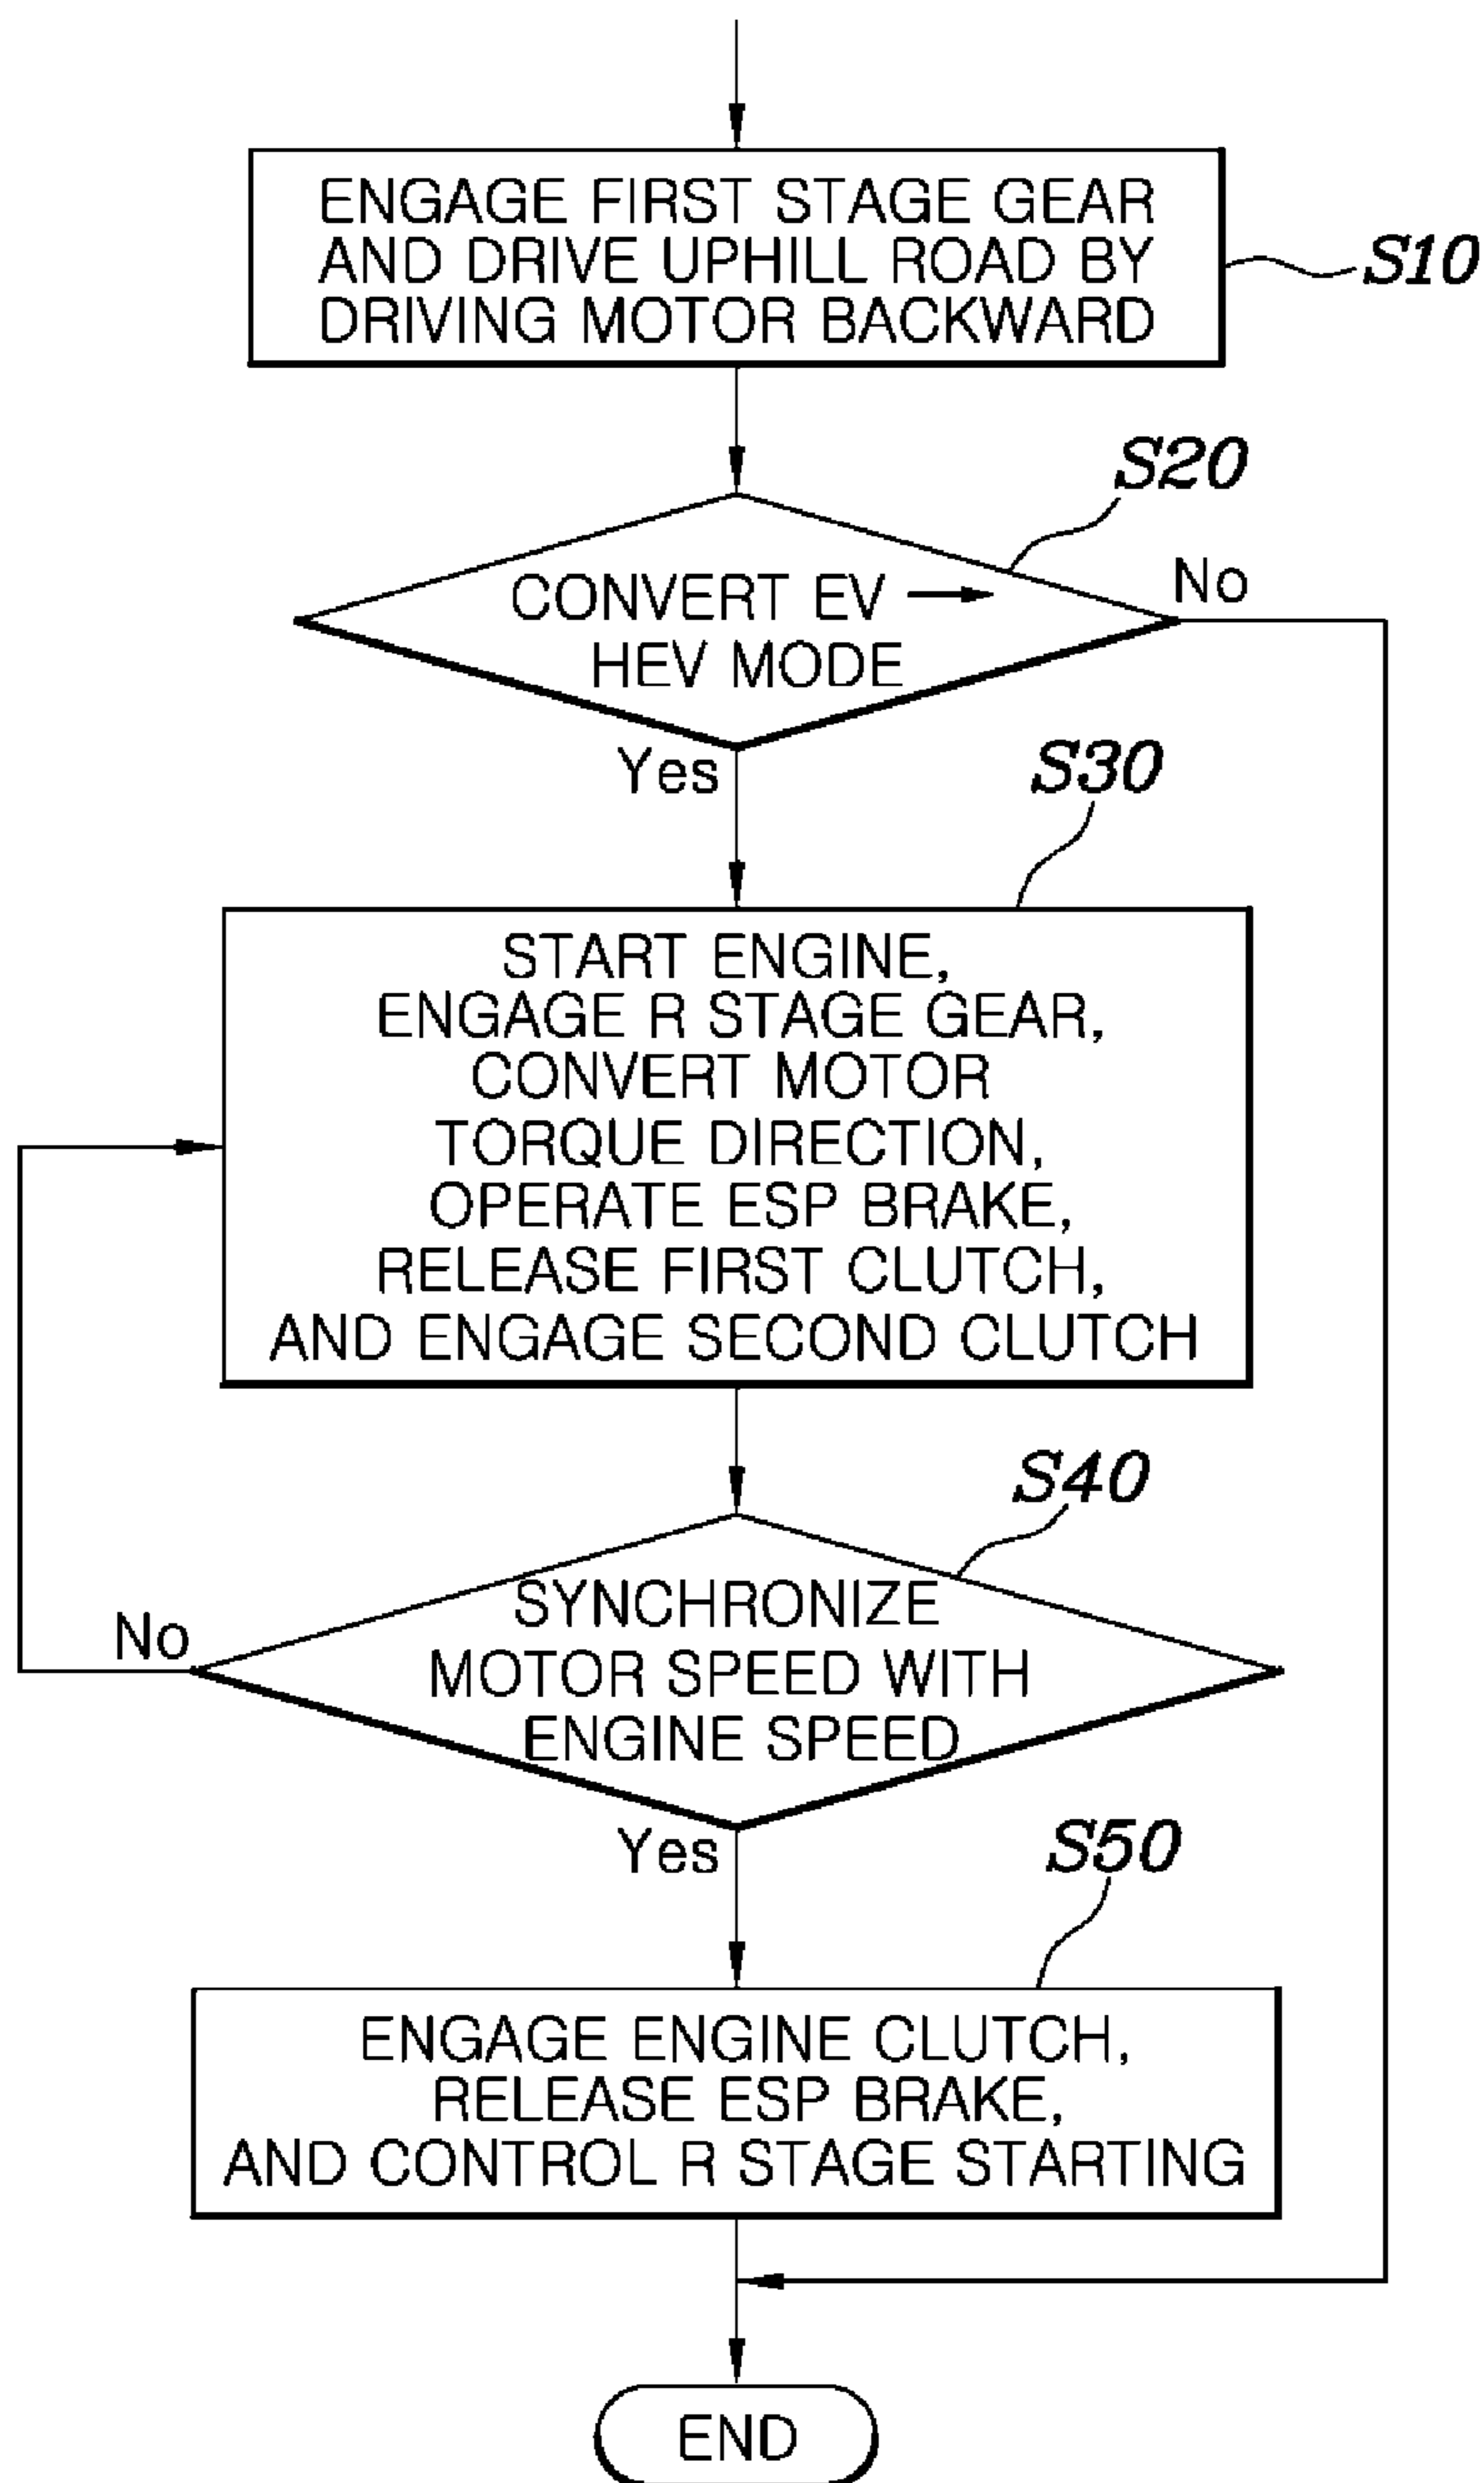 ENGAGE FIRST STAGE GEAR
AND DRIVE UPHILL ROAD BY
DRIVING MOTOR BACKWARD
S10
S20
CONVERT EV →
HEV MODE
No
Yes
S30
START ENGINE,
ENGAGE R STAGE GEAR,
CONVERT MOTOR
TORQUE DIRECTION,
OPERATE ESP BRAKE,
RELEASE FIRST CLUTCH,
AND ENGAGE SECOND CLUTCH
S40
SYNCHRONIZE
MOTOR SPEED WITH
ENGINE SPEED
No
Yes
S50
ENGAGE ENGINE CLUTCH,
RELEASE ESP BRAKE,
AND CONTROL R STAGE STARTING
END